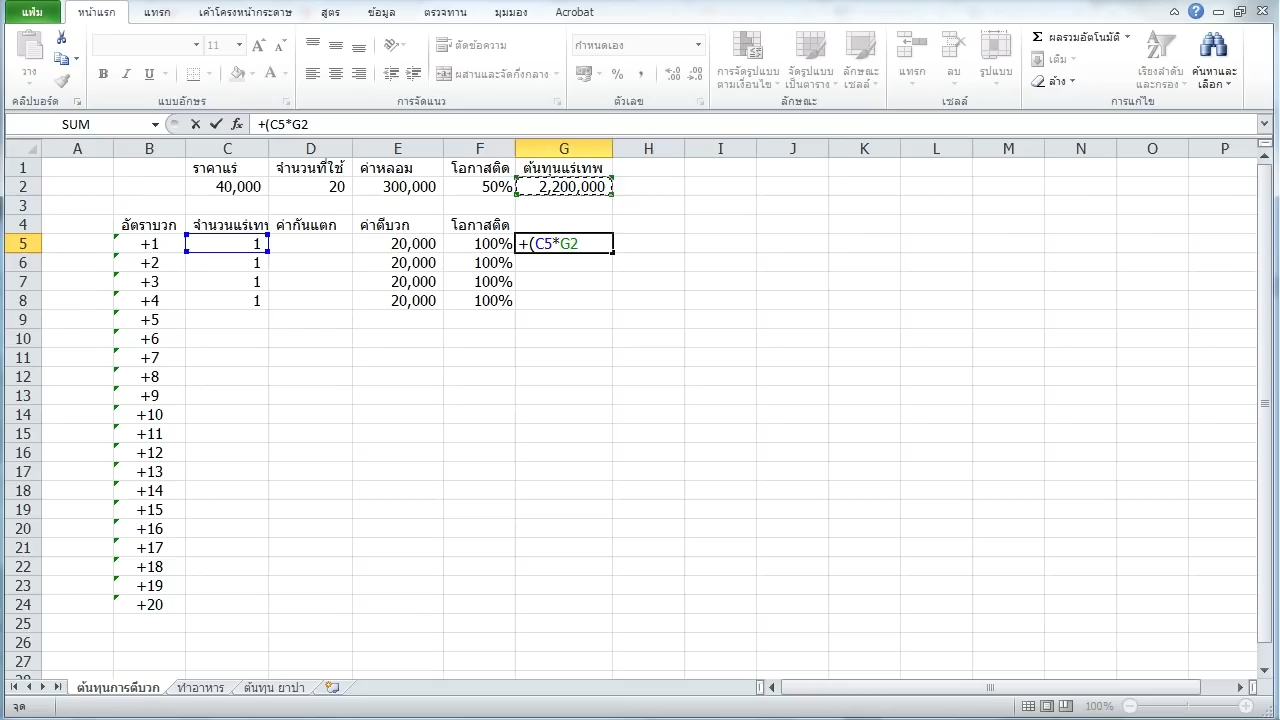 แฟ้ม หน้าแรก แทรก เค้าโครงหน้ากระดาษ สูตร ข้อมูล ตรวจทาน มุมมอง Acrobat
11 ตัดข้อความ กำหนดเอง ผลรวมอัตโนมัติ
วาง ผสานและจัดกึ่งกลาง การจัดรูปแบบ จัดรูปแบบ ลักษณะ แทรก ลบ รูปแบบ เติม เรียงลำดับ ค้นหาและ
B I U A % , ตามเงื่อนไข เป็นตาราง เซลล์ ล้าง และกรอง เลือก
คลิปบอร์ด แบบอักษร การจัดแนว ตัวเลข ลักษณะ เซลล์ การแก้ไข
SUM fx +(C5*G2
A B C D E F G H I J K L M N O P
1 ราคาแร่ จำนวนที่ใช้ ค่าหลอม โอกาสติด ต้นทุนแร่เทพ
2 40,000 20 300,000 50% 2,200,000
3
4 อัตราบวก จำนวนแร่เทพ ค่ากันแตก ค่าตีบวก โอกาสติด
5 +1 1 20,000 100% +(C5*G2
6 +2 1 20,000 100%
7 +3 1 20,000 100%
8 +4 1 20,000 100%
9 +5
10 +6
11 +7
12 +8
13 +9
14 +10
15 +11
16 +12
17 +13
18 +14
19 +15
20 +16
21 +17
22 +18
23 +19
24 +20
25
26
27
28
ต้นทุนการตีบวก ทำอาหาร ต้นทุน ยาปา
จุด 100%